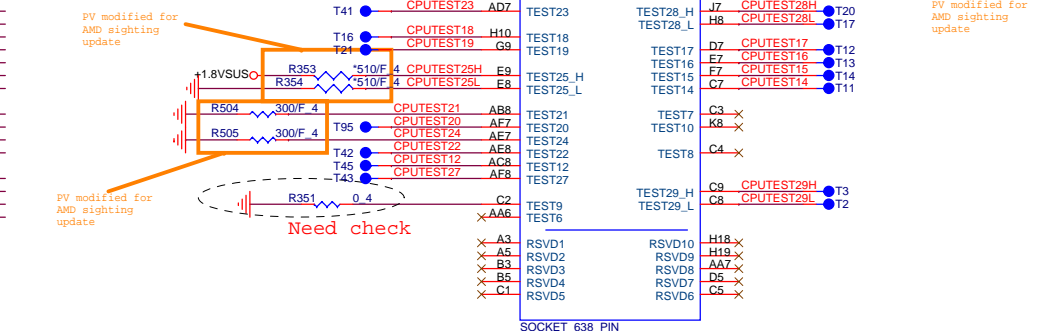 PV modified for
AMD sighting
update
PV modified for
AMD sighting
update
T41 CPUTEST23 AD7 TEST23
T16 CPUTEST18 H10 TEST18
T21 CPUTEST19 G9 TEST19
+1.8VSUS R353 *510/F_4 CPUTEST25H E9 TEST25_H
R354 *510/F_4 CPUTEST25L E8 TEST25_L
R504 300/F_4 CPUTEST21 AB8 TEST21
T95 CPUTEST20 AF7 TEST20
R505 300/F_4 CPUTEST24 AE7 TEST24
T42 CPUTEST22 AE8 TEST22
T45 CPUTEST12 AC8 TEST12
T43 CPUTEST27 AF8 TEST27
R351 0_4 C2 TEST9
AA6 TEST6
Need check
PV modified for
AMD sighting
update
A3 RSVD1
A5 RSVD2
B3 RSVD3
B5 RSVD4
C1 RSVD5
TEST28_H J7 CPUTEST28H T20
TEST28_L H8 CPUTEST28L T17
TEST17 D7 CPUTEST17 T12
TEST16 E7 CPUTEST16 T13
TEST15 F7 CPUTEST15 T14
TEST14 C7 CPUTEST14 T11
TEST7 C3
TEST10 K8
TEST8 C4
TEST29_H C9 CPUTEST29H T3
TEST29_L C8 CPUTEST29L T2
RSVD10 H18
RSVD9 H19
RSVD8 AA7
RSVD7 D5
RSVD6 C5
SOCKET_638_PIN